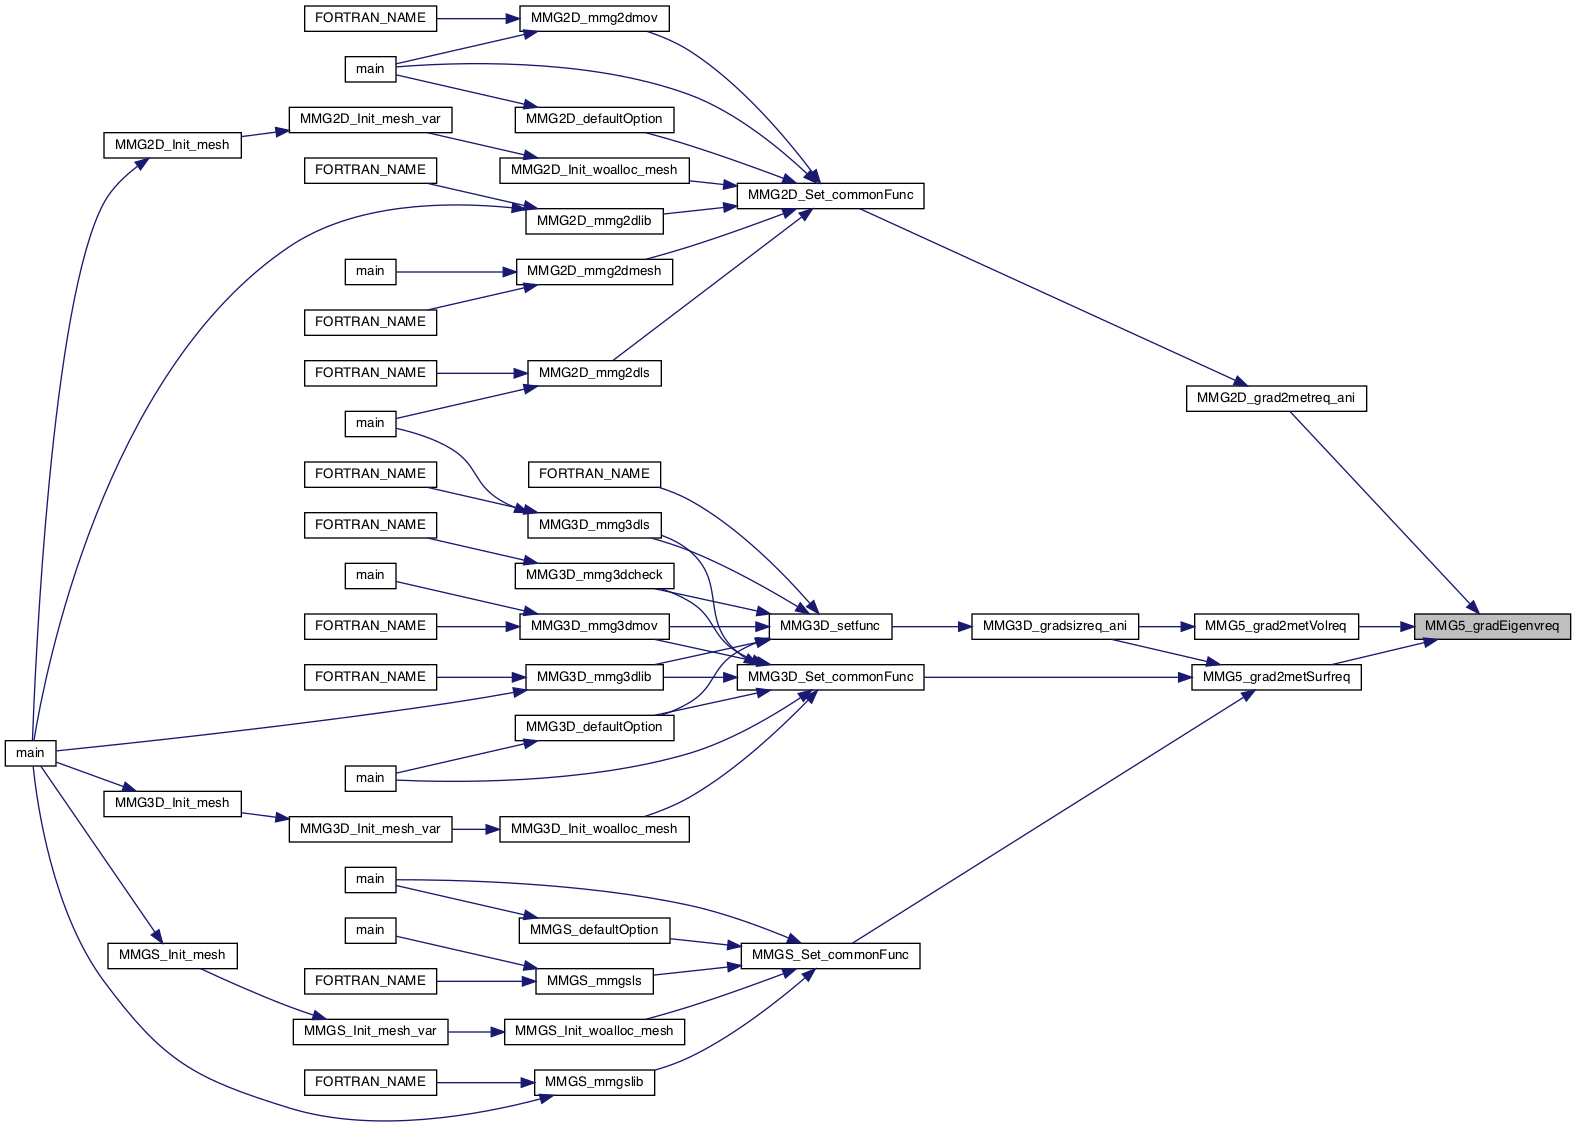 FORTRAN_NAME
MMG2D_mmg2dmov
main
MMG2D_Init_mesh_var
MMG2D_defaultOption
MMG2D_Init_mesh
FORTRAN_NAME
MMG2D_Init_woalloc_mesh
MMG2D_Set_commonFunc
MMG2D_mmg2dlib
main
MMG2D_mmg2dmesh
FORTRAN_NAME
FORTRAN_NAME
MMG2D_mmg2dls
MMG2D_grad2metreq_ani
main
FORTRAN_NAME
FORTRAN_NAME
MMG3D_mmg3dls
FORTRAN_NAME
main
MMG3D_mmg3dcheck
FORTRAN_NAME
MMG3D_mmg3dmov
MMG3D_setfunc
MMG3D_gradsizreq_ani
MMG5_grad2metVolreq
MMG5_gradEigenvreq
FORTRAN_NAME
MMG3D_mmg3dlib
MMG3D_Set_commonFunc
MMG5_grad2metSurfreq
MMG3D_defaultOption
main
main
MMG3D_Init_mesh
MMG3D_Init_mesh_var
MMG3D_Init_woalloc_mesh
main
main
MMGS_defaultOption
MMGS_Init_mesh
MMGS_Set_commonFunc
FORTRAN_NAME
MMGS_mmgsls
MMGS_Init_mesh_var
MMGS_Init_woalloc_mesh
FORTRAN_NAME
MMGS_mmgslib